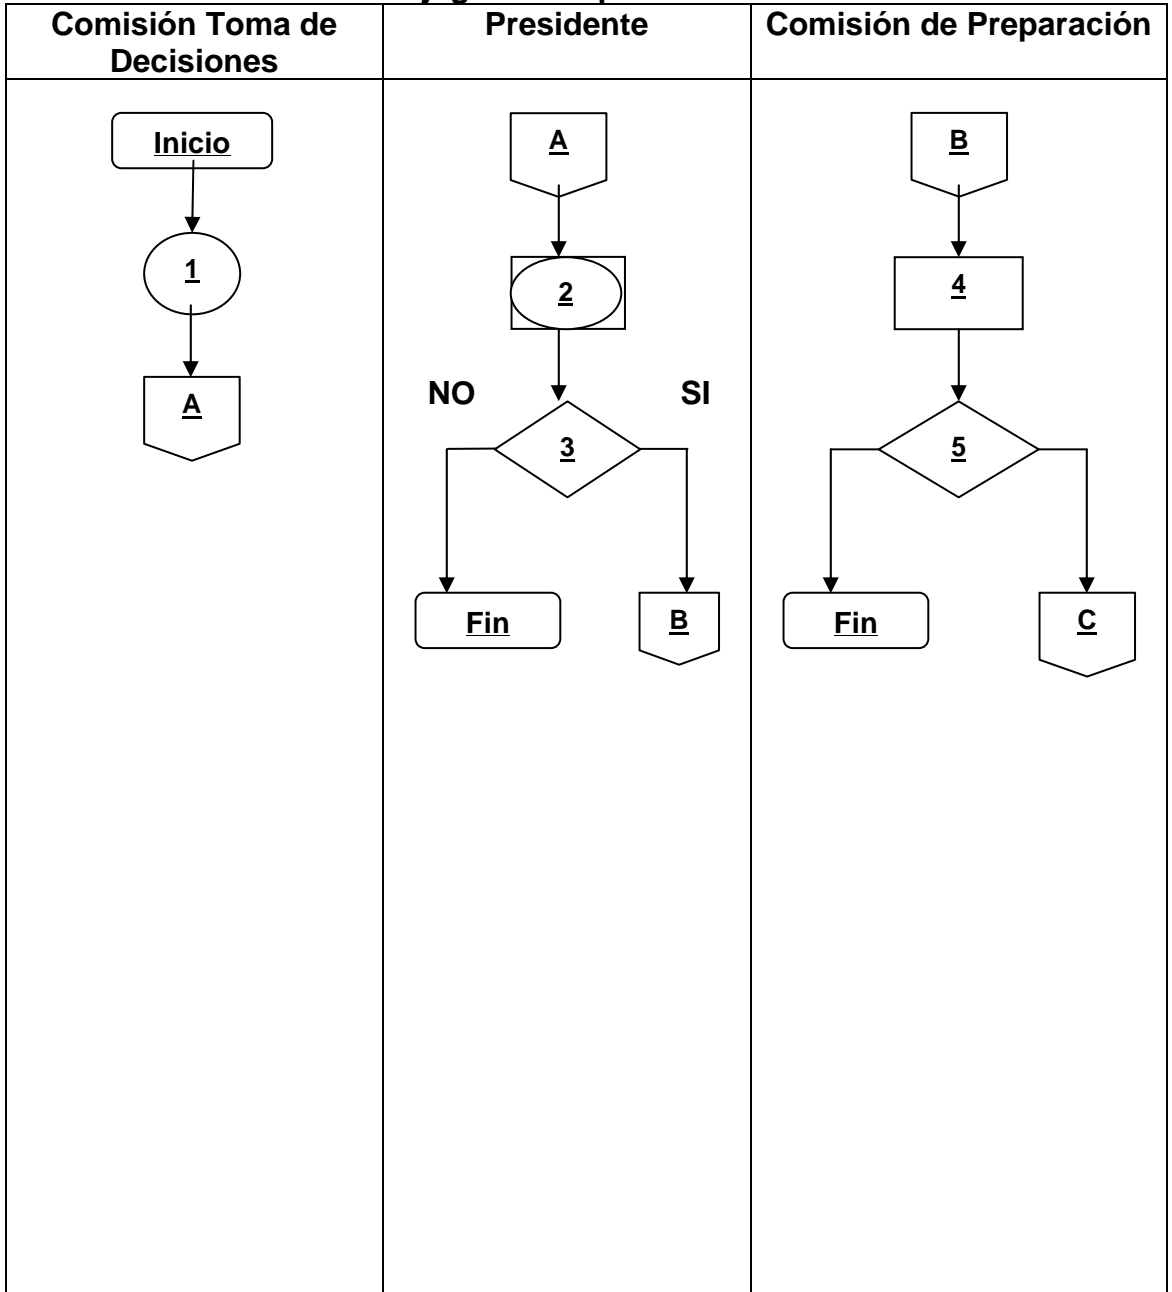 Comisión Toma de
Decisiones
Presidente
Comisión de Preparación
Inicio
1
A
A
2
NO
SI
3
Fin
B
B
4
5
Fin
C